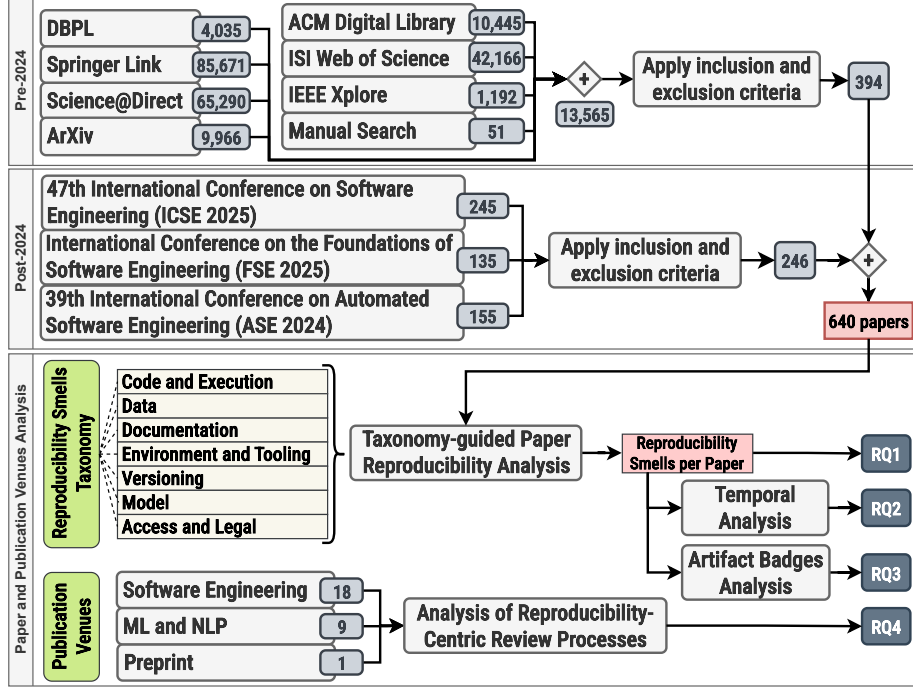 Pre-2024
DBPL
4,035
Springer Link
85,671
Science@Direct
65,290
ArXiv
9,966
ACM Digital Library
10,445
ISI Web of Science
42,166
IEEE Xplore
1,192
Manual Search
51
+
13,565
Apply inclusion and
exclusion criteria
394
Post-2024
47th International Conference on Software
Engineering (ICSE 2025)
245
International Conference on the Foundations of
Software Engineering (FSE 2025)
135
39th International Conference on Automated
Software Engineering (ASE 2024)
155
Apply inclusion and
exclusion criteria
246
+
640 papers
Paper and Publication Venues Analysis
Reproducibility Smells
Taxonomy
Code and Execution
Data
Documentation
Environment and Tooling
Versioning
Model
Access and Legal
Taxonomy-guided Paper
Reproducibility Analysis
Reproducibility
Smells per Paper
RQ1
Temporal
Analysis
RQ2
Artifact Badges
Analysis
RQ3
Publication
Venues
Software Engineering
18
ML and NLP
9
Preprint
1
Analysis of Reproducibility-
Centric Review Processes
RQ4